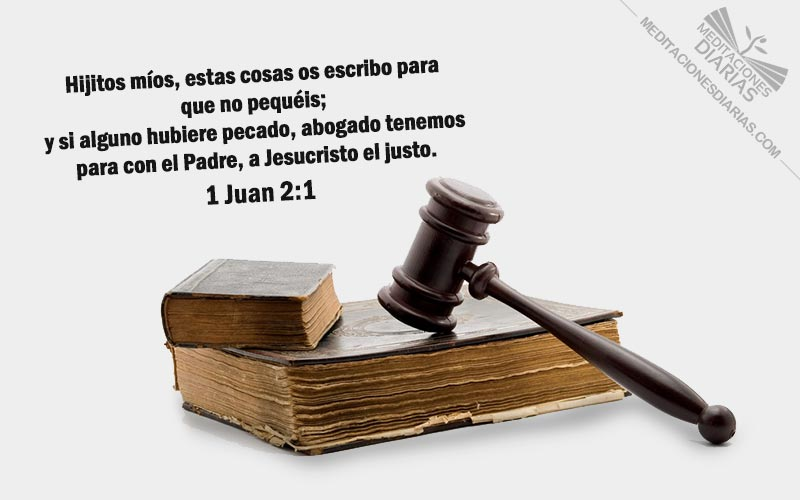 Hijitos míos, estas cosas os escribo para
que no pequéis;
y si alguno hubiere pecado, abogado tenemos
para con el Padre, a Jesucristo el justo.
1 Juan 2:1
MEDITACIONES
DIARIAS
MEDITACIONESDIARIAS.COM